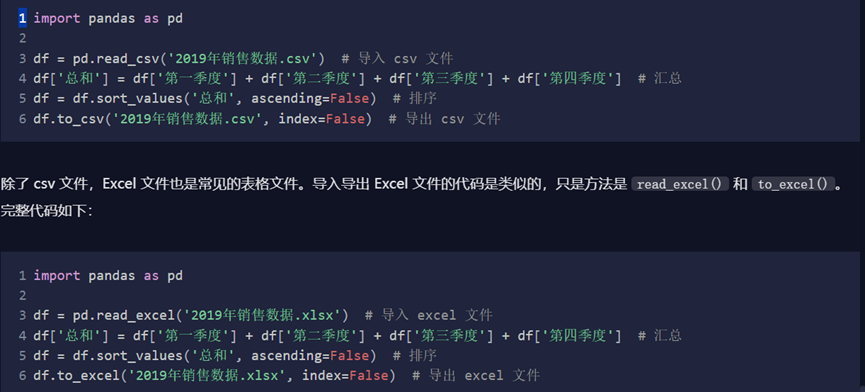 1 import pandas as pd
2
3 df = pd.read_csv('2019年销售数据.csv')  # 导入 csv 文件
4 df['总和'] = df['第一季度'] + df['第二季度'] + df['第三季度'] + df['第四季度']  # 汇总
5 df = df.sort_values('总和', ascending=False)  # 排序
6 df.to_csv('2019年销售数据.csv', index=False)  # 导出 csv 文件
除了 csv 文件，Excel 文件也是常见的表格文件。导入导出 Excel 文件的代码是类似的，只是方法是 read_excel() 和 to_excel()。
完整代码如下：
1 import pandas as pd
2
3 df = pd.read_excel('2019年销售数据.xlsx')  # 导入 excel 文件
4 df['总和'] = df['第一季度'] + df['第二季度'] + df['第三季度'] + df['第四季度']  # 汇总
5 df = df.sort_values('总和', ascending=False)  # 排序
6 df.to_excel('2019年销售数据.xlsx', index=False)  # 导出 excel 文件